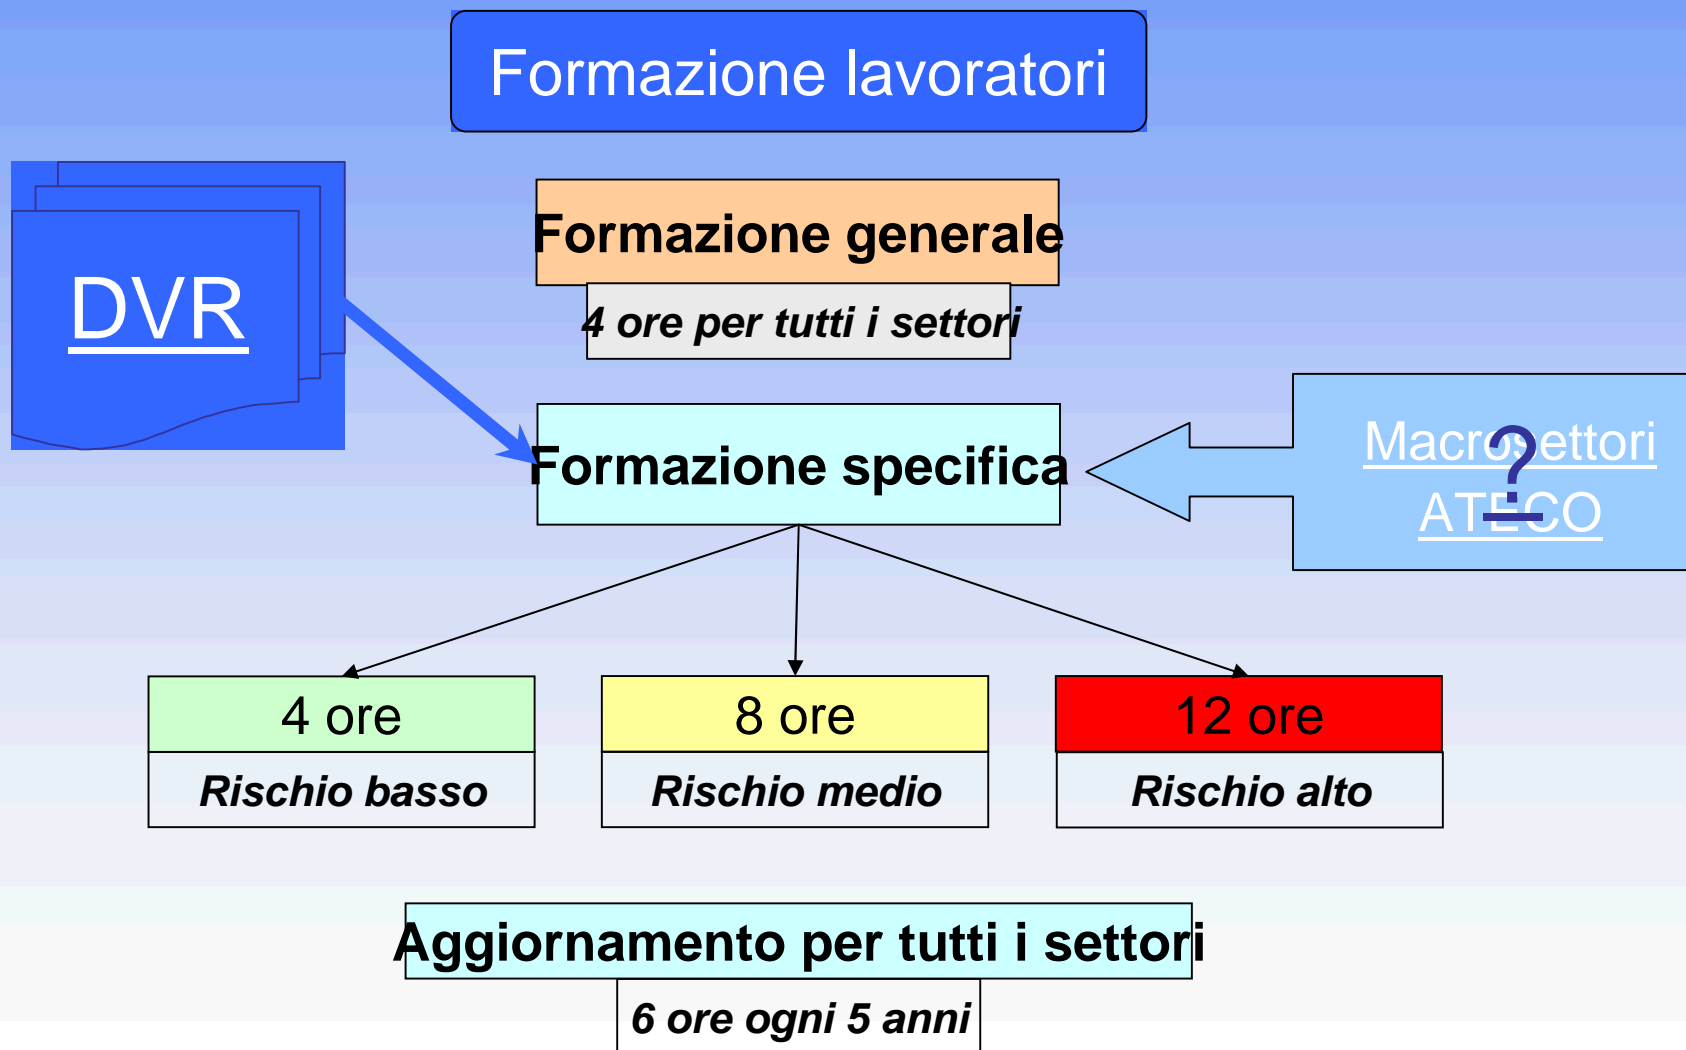 Formazione lavoratori
DVR
Formazione generale
4 ore per tutti i settori
Formazione specifica
Macrosettori
ATECO
?
4 ore
Rischio basso
8 ore
Rischio medio
12 ore
Rischio alto
Aggiornamento per tutti i settori
6 ore ogni 5 anni